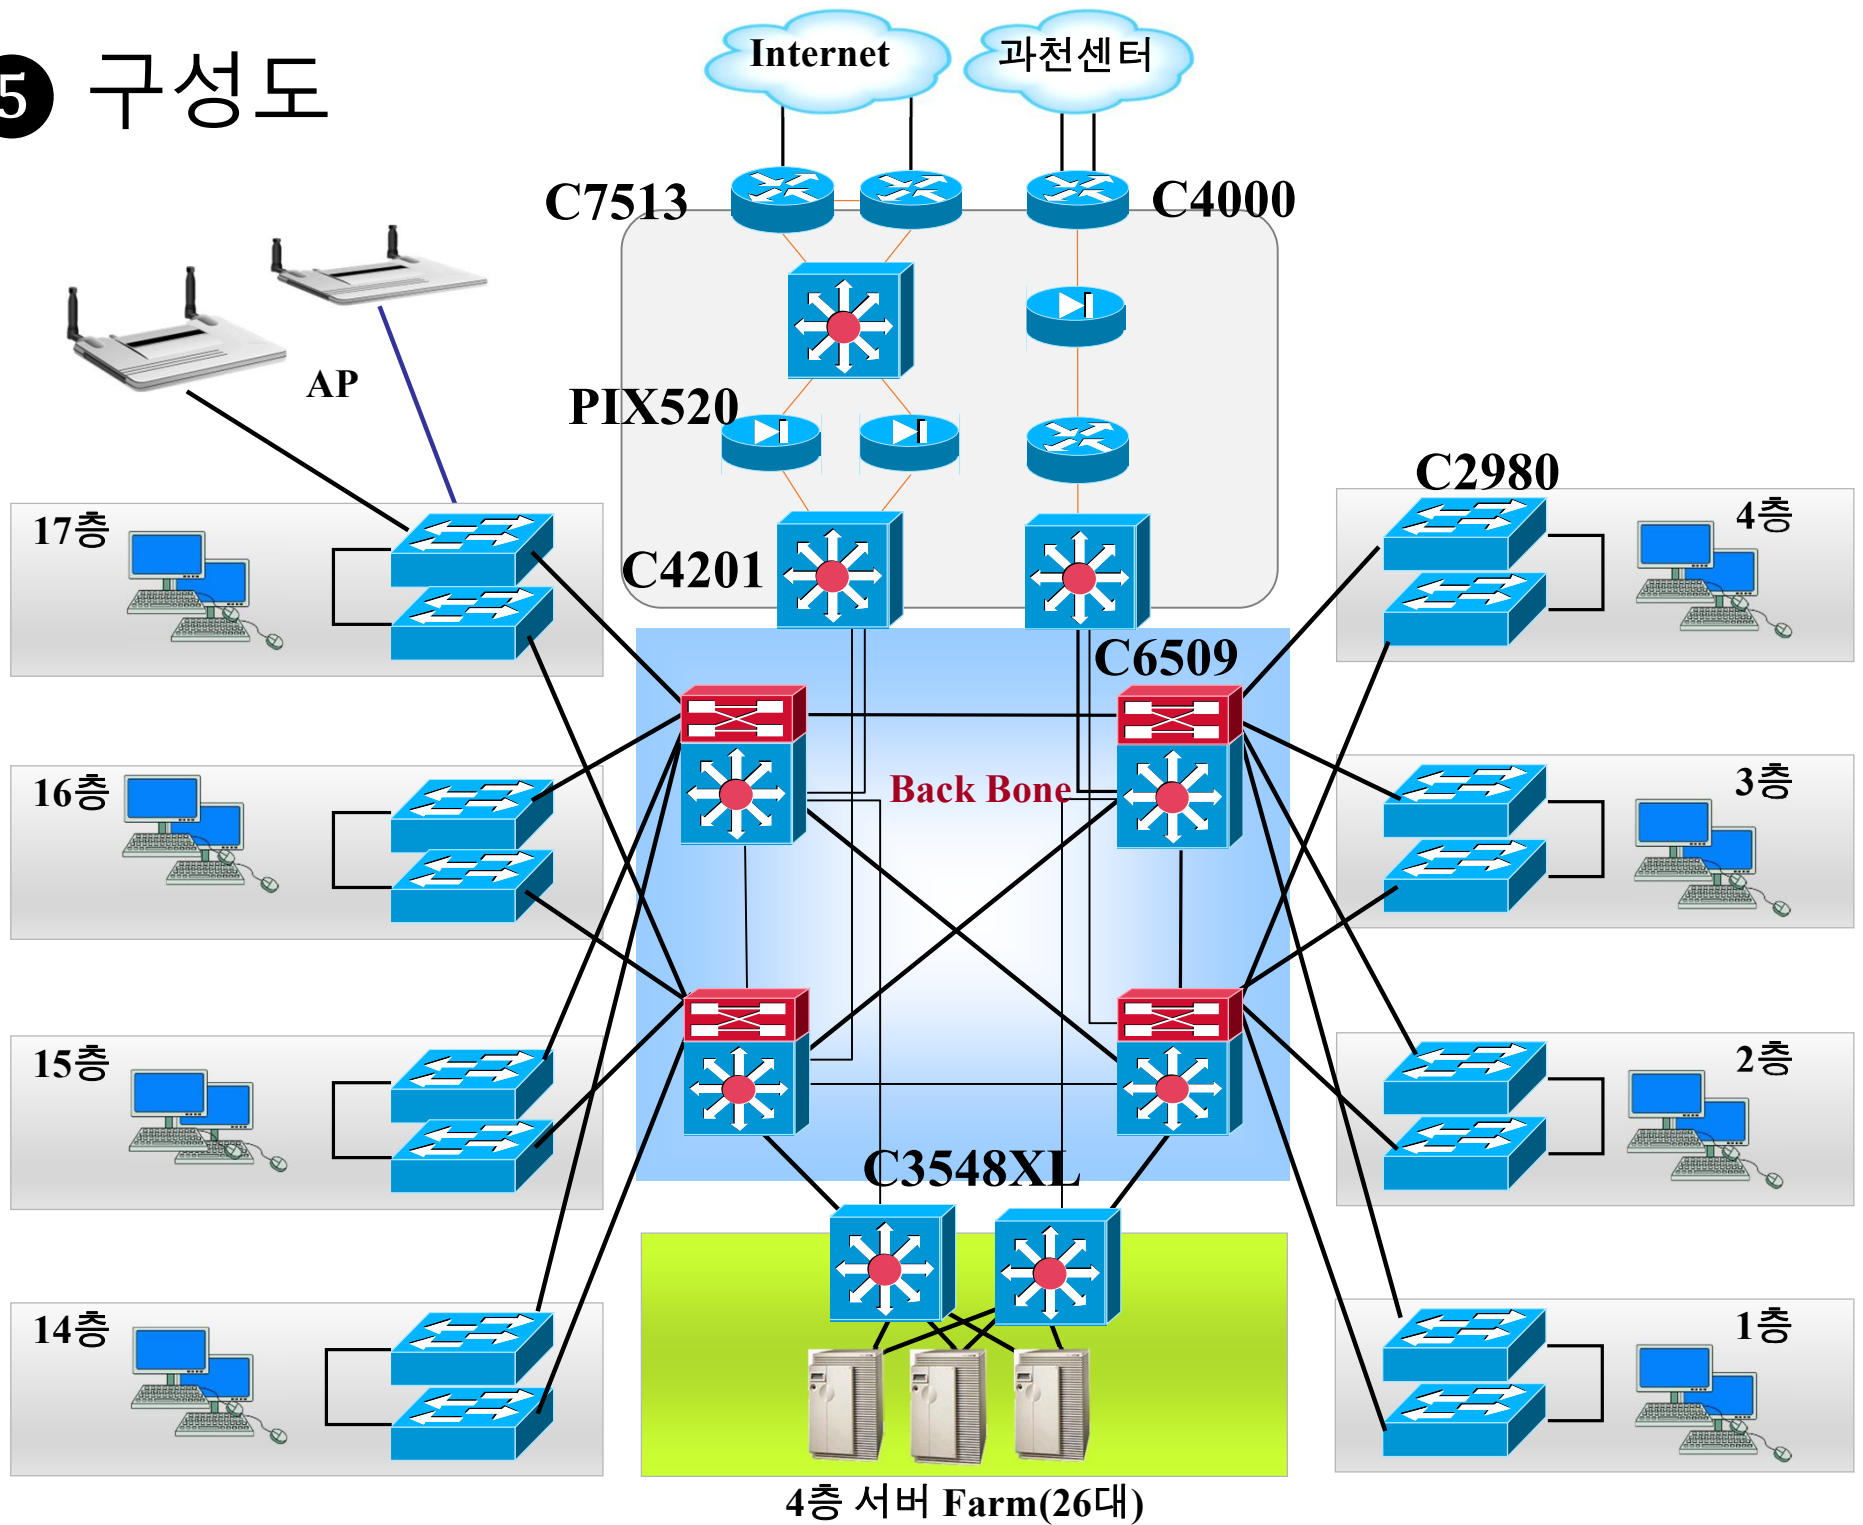 5 구성도
Internet
과천센터
C7513
C4000
AP
PIX520
C2980
17층
4층
C4201
C6509
16층
Back Bone
3층
15층
2층
C3548XL
14층
1층
4층 서버 Farm(26대)